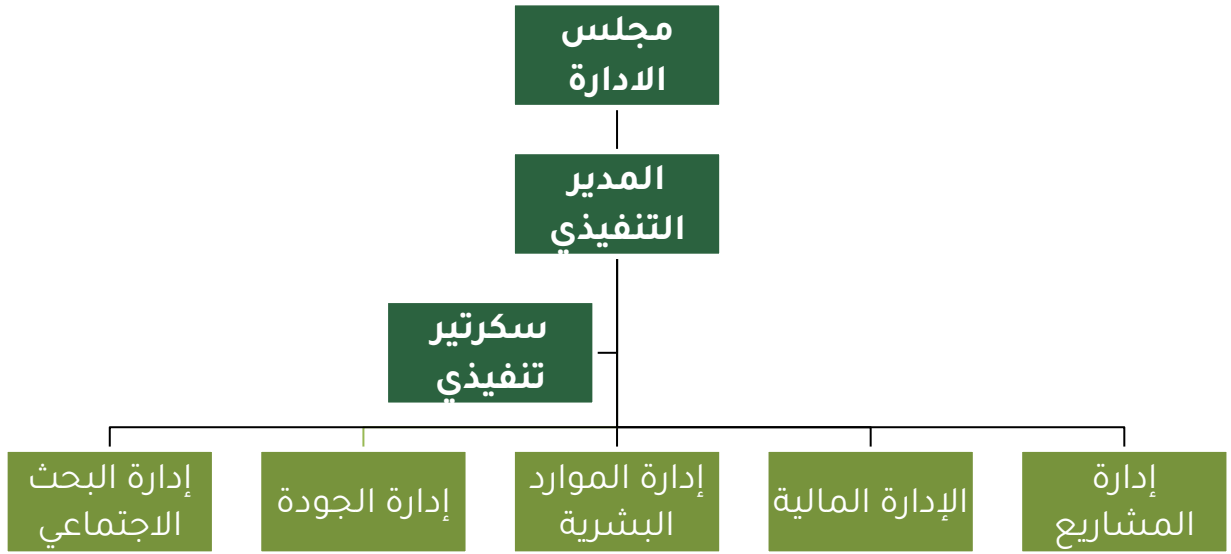 مجلس
الادارة
المدير
التنفيذي
سكرتير
تنفيذي
إدارة
المشاريع
الإدارة المالية
إدارة الموارد
البشرية
إدارة الجودة
إدارة البحث
الاجتماعي